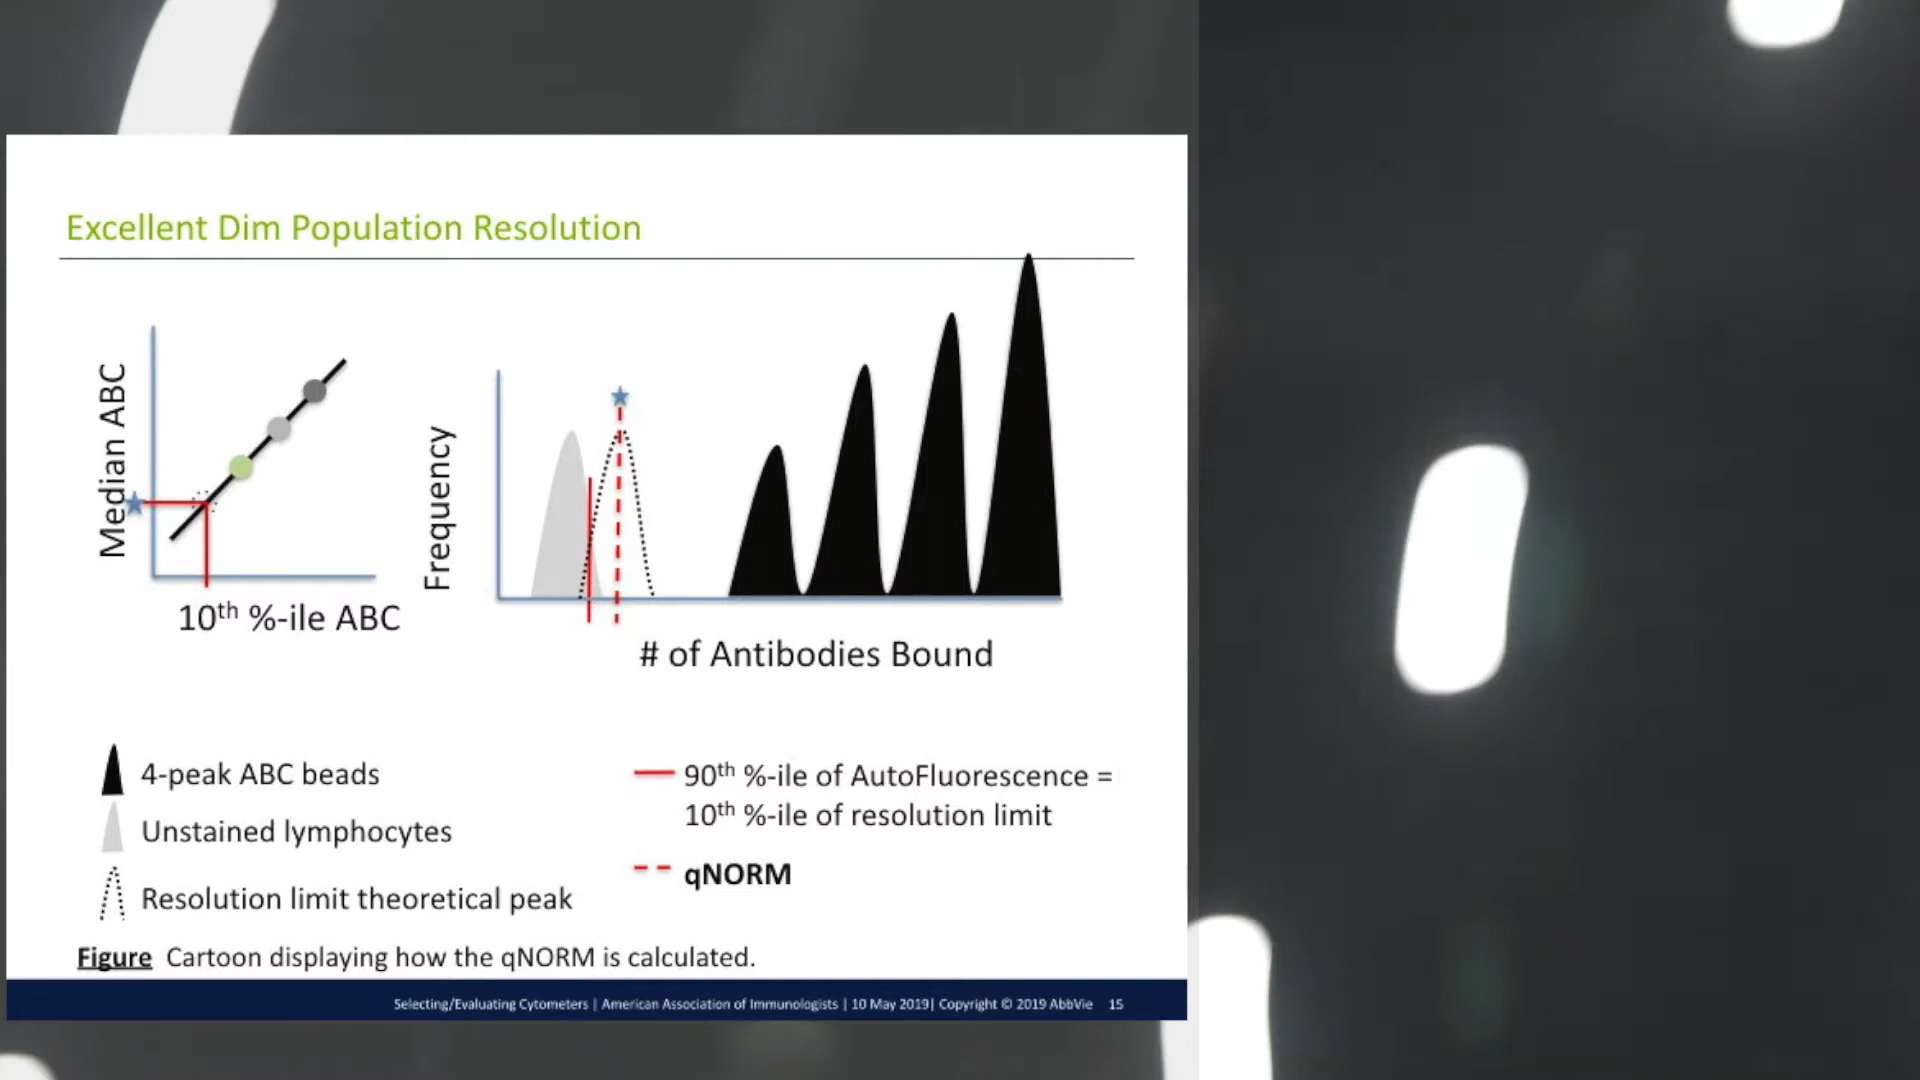 Excellent Dim Population Resolution
Median ABC
10th %-ile ABC
Frequency
# of Antibodies Bound
4-peak ABC beads
Unstained lymphocytes
Resolution limit theoretical peak
90th %-ile of AutoFluorescence =
10th %-ile of resolution limit
qNORM
Figure Cartoon displaying how the qNORM is calculated.
Selecting/Evaluating Cytometers | American Association of Immunologists | 10 May 2019| Copyright © 2019 AbbVie 15